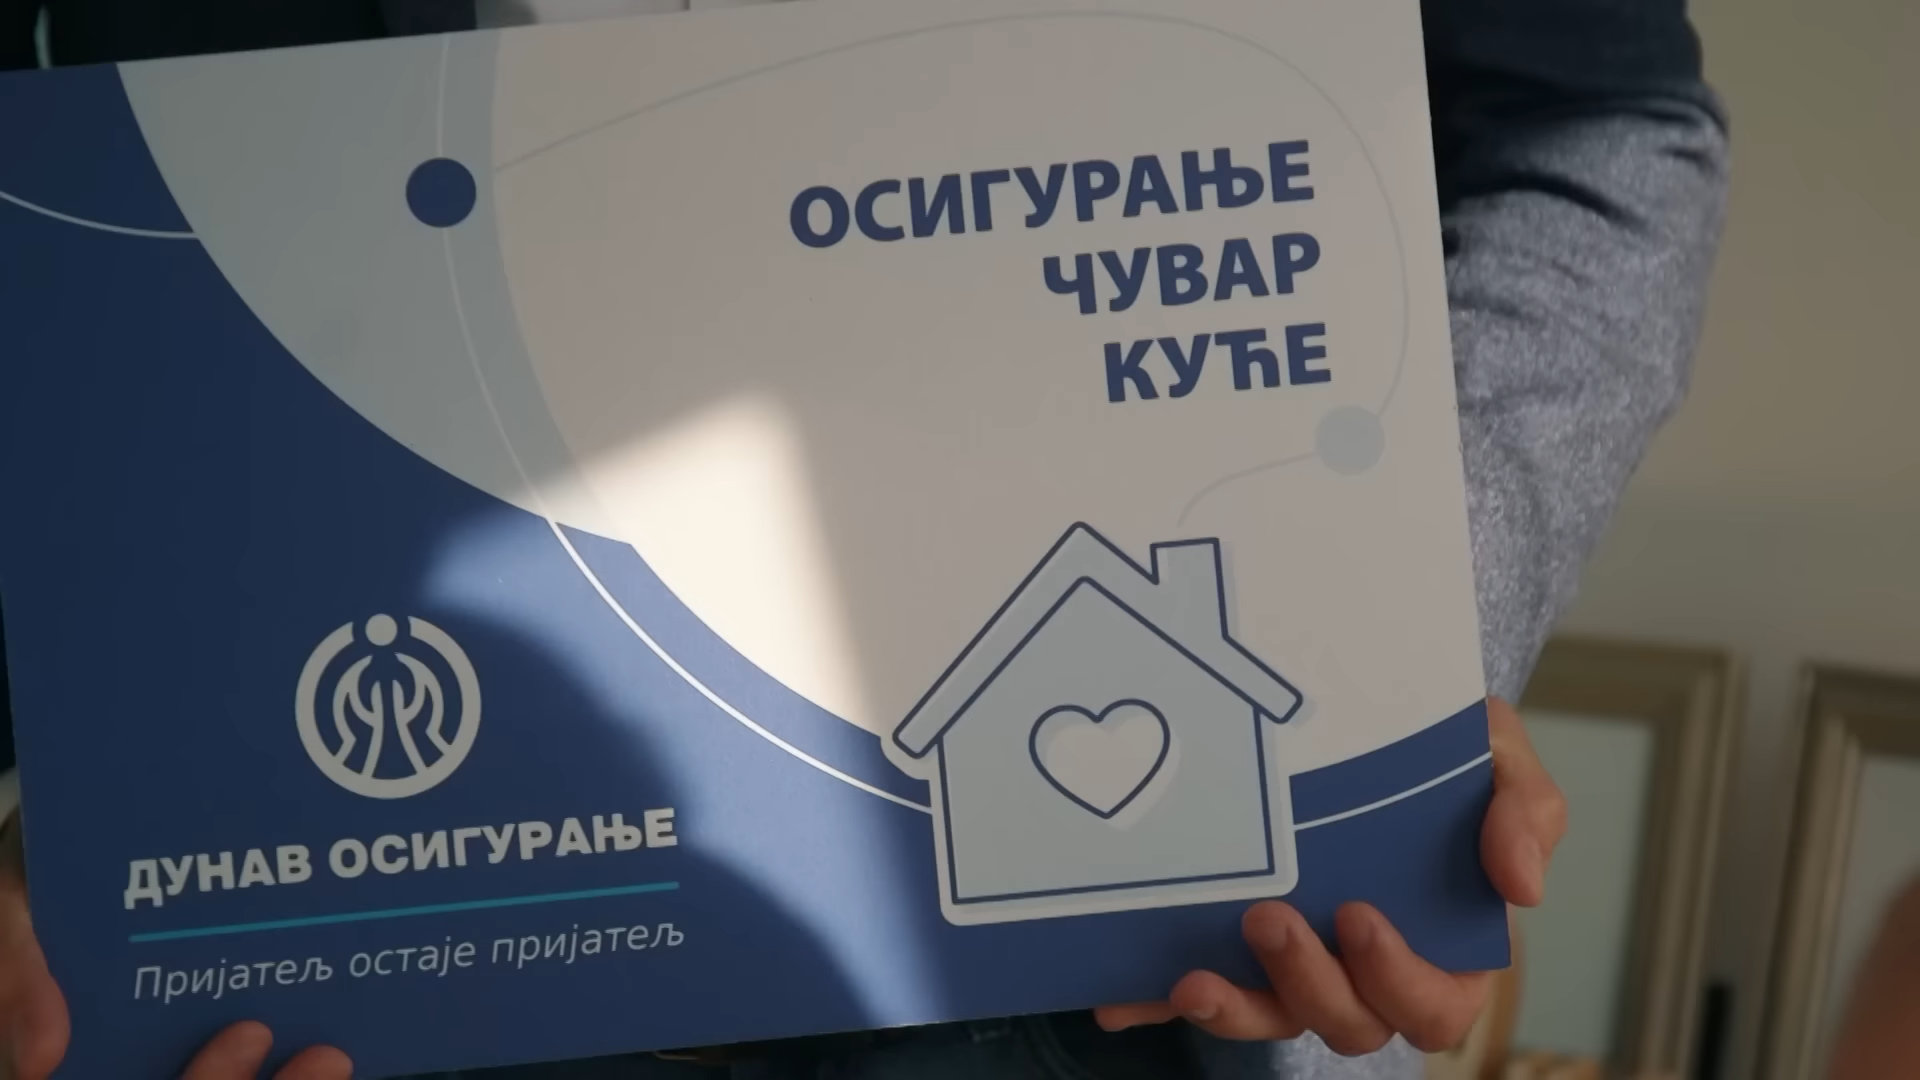 ОСИГУРАЊЕ
ЧУВАР
КУЋЕ
ДУНАВ ОСИГУРАЊЕ
Пријатељ остаје пријатељ